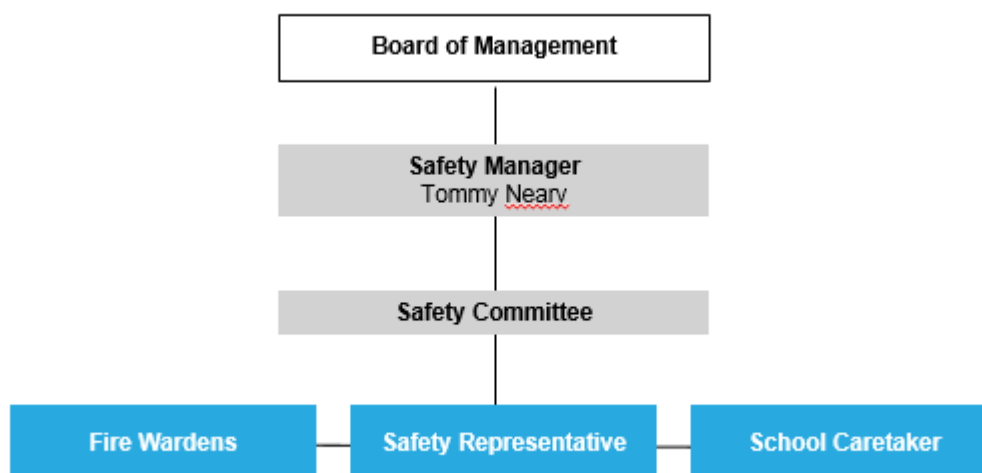 Board of Management
Safety Manager
Tommy Neary
Safety Committee
Fire Wardens
Safety Representative
School Caretaker